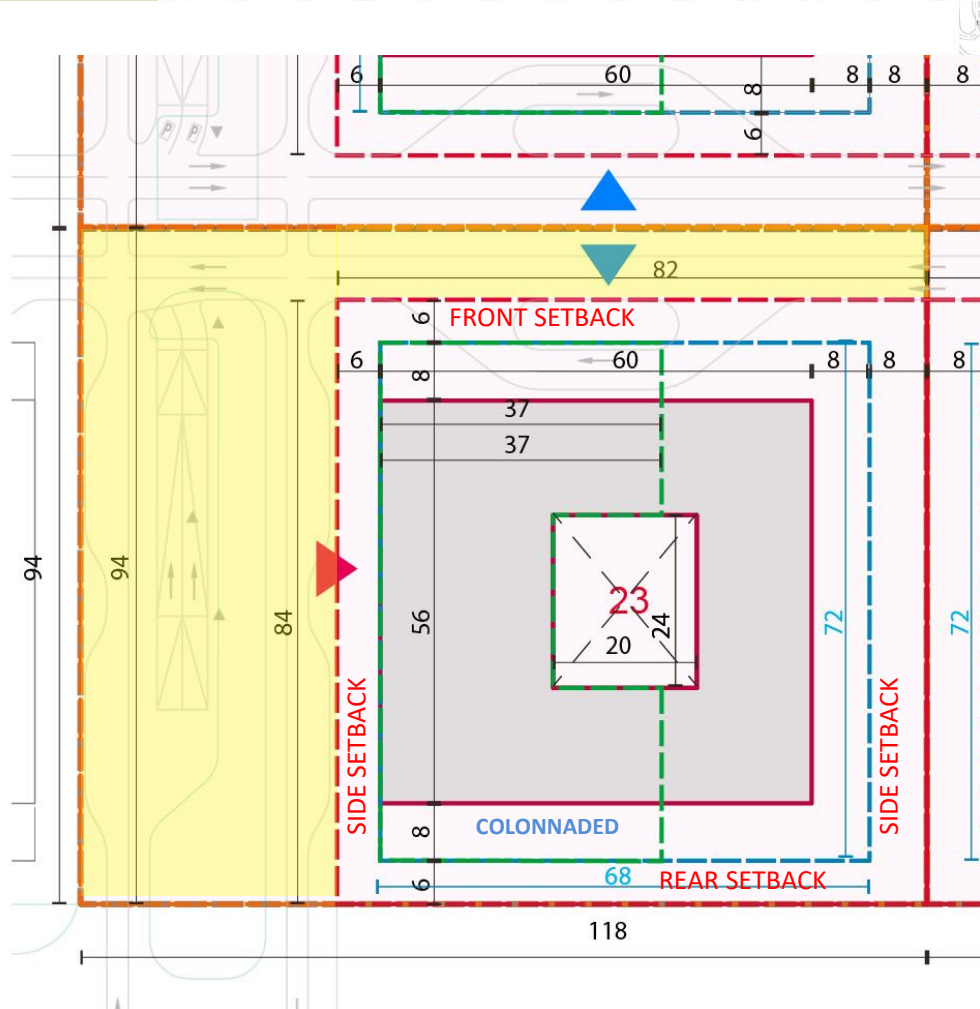 6 60 8 8 8
8
P P
6
82
6
FRONT SETBACK
6 60 8 8 8
8
37
37
94
94
84
56
23
24
20
72
72
SIDE SETBACK
SIDE SETBACK
8
COLONNADED
6
68
REAR SETBACK
118